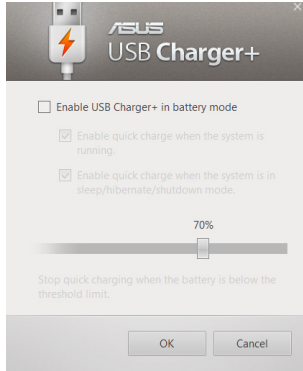 ASUS
USB Charger+
Enable USB Charger+ in battery mode
Enable quick charge when the system is
running.
Enable quick charge when the system is in
sleep/hibernate/shutdown mode.
70%
Stop quick charging when the battery is below the
threshold limit.
OK
Cancel